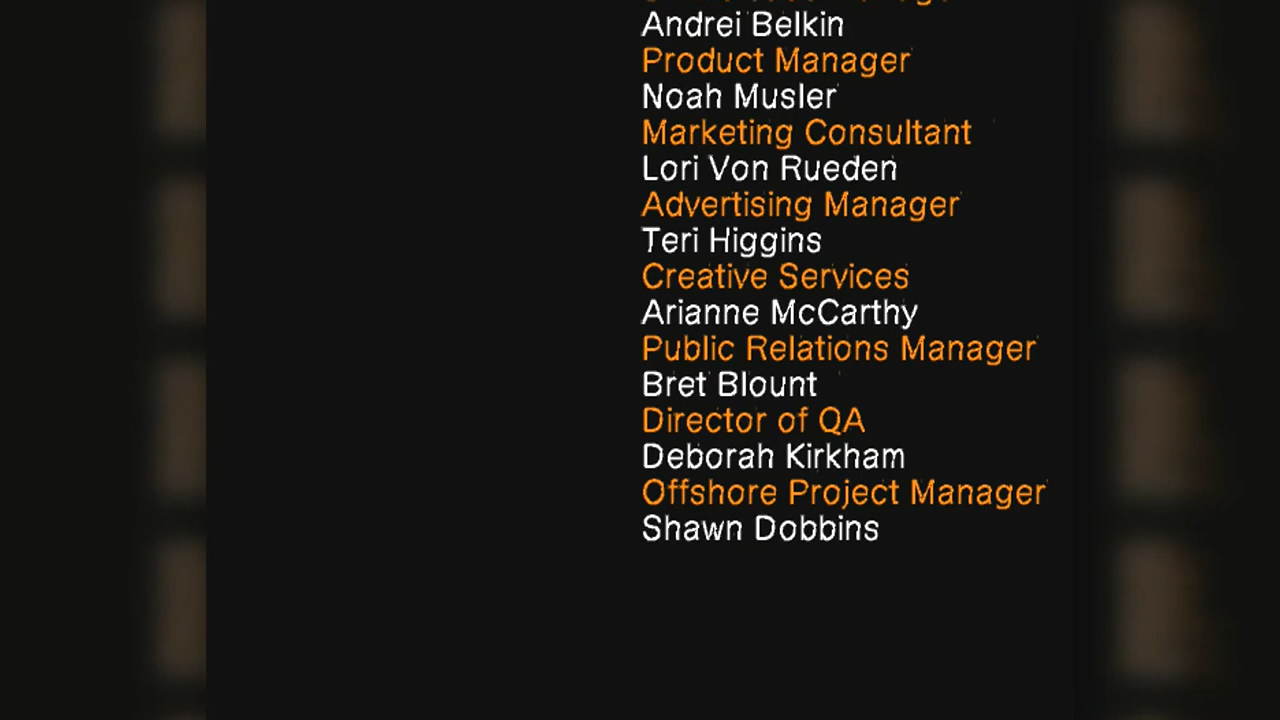 Andrei Belkin
Product Manager
Noah Musler
Marketing Consultant
Lori Von Rueden
Advertising Manager
Teri Higgins
Creative Services
Arianne McCarthy
Public Relations Manager
Bret Blount
Director of QA
Deborah Kirkham
Offshore Project Manager
Shawn Dobbins